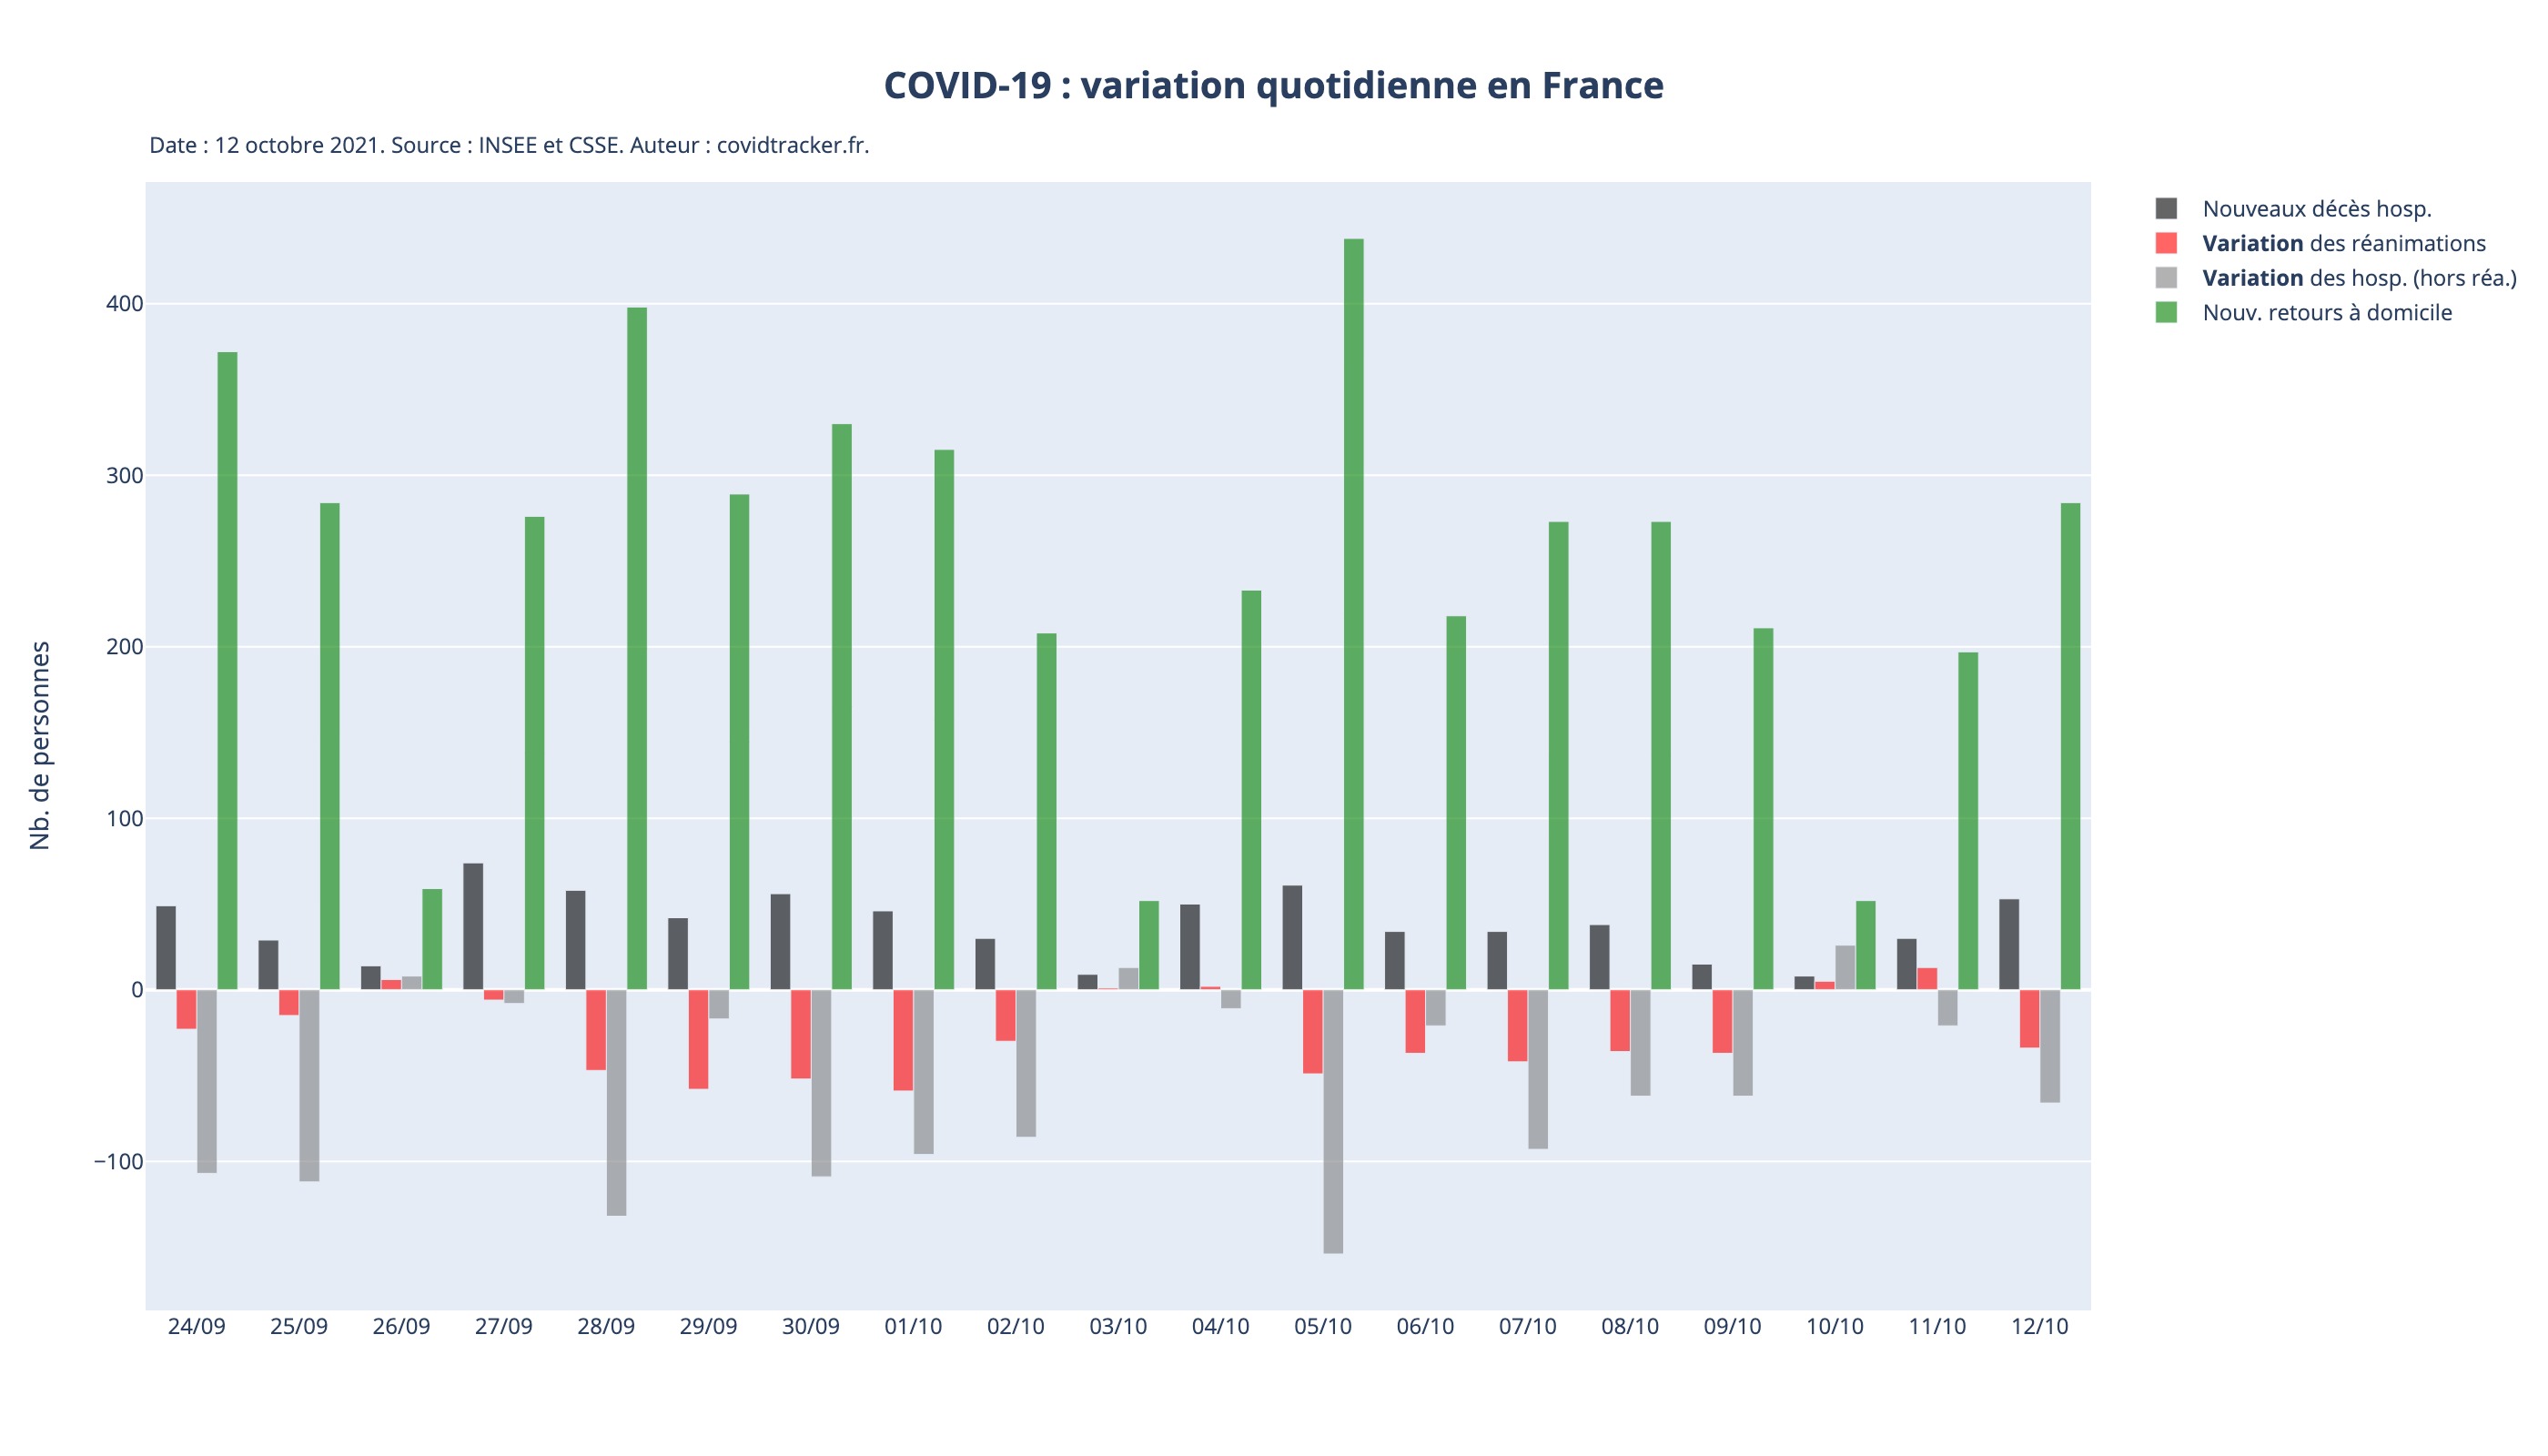 COVID-19 : variation quotidienne en France
Date : 12 octobre 2021. Source : INSEE et CSSE. Auteur : covidtracker.fr.
Nouveaux décès hosp.
Variation des réanimations
Variation des hosp. (hors réa.)
Nouv. retours à domicile
Nb. de personnes
400
300
200
100
0
−100
24/09 25/09 26/09 27/09 28/09 29/09 30/09 01/10 02/10 03/10 04/10 05/10 06/10 07/10 08/10 09/10 10/10 11/10 12/10